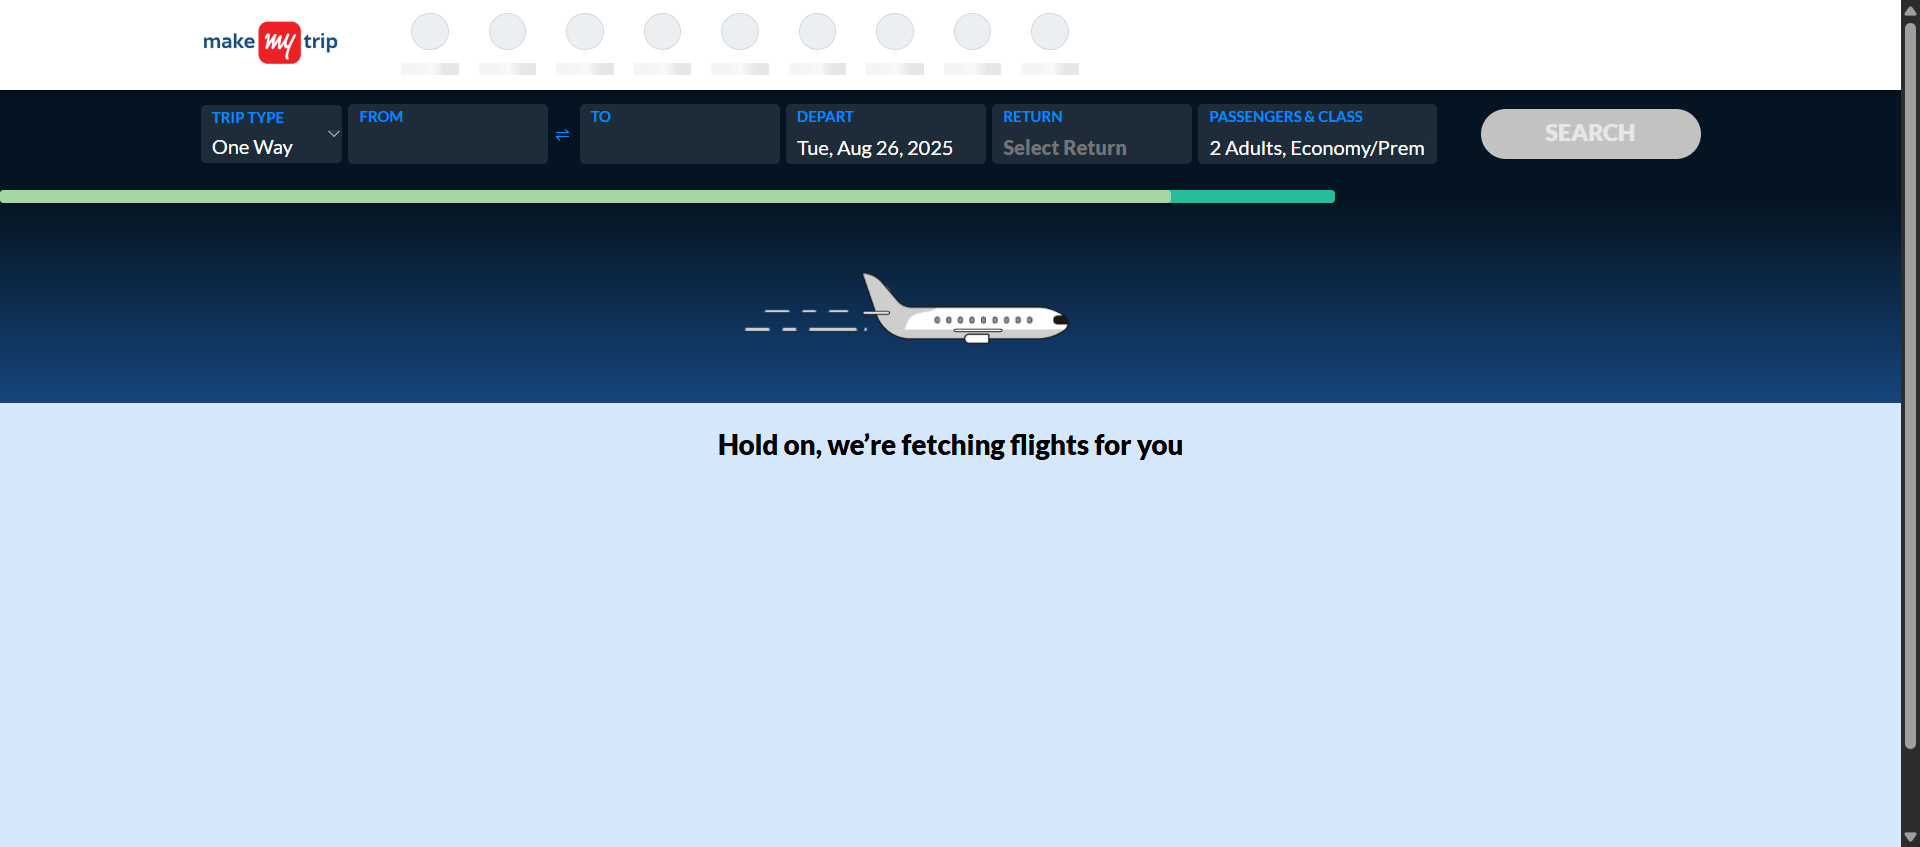 make my trip
TRIP TYPE
One Way
FROM
⇌
TO
DEPART
Tue, Aug 26, 2025
RETURN
Select Return
PASSENGERS & CLASS
2 Adults, Economy/Prem
SEARCH
Hold on, we’re fetching flights for you